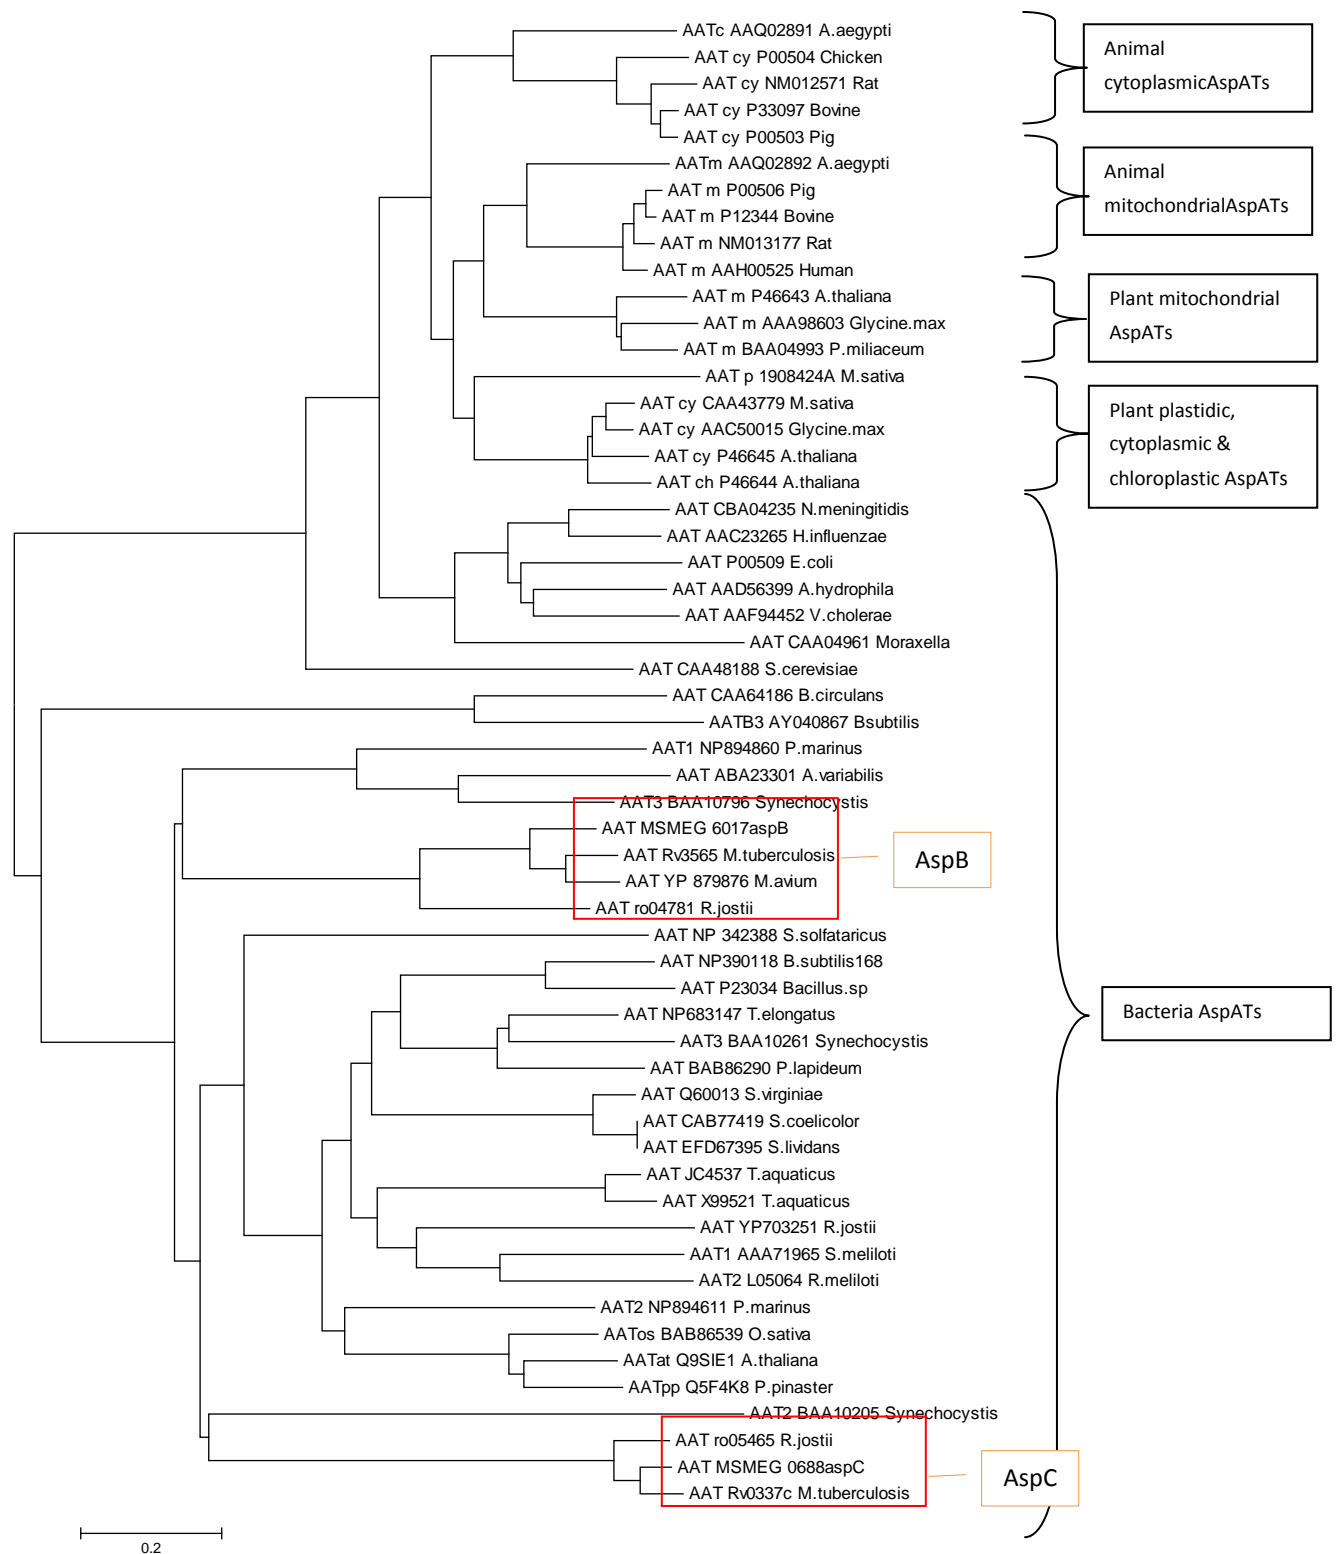 AATc AAQ02891 A.aegypti
AAT cy P00504 Chicken
AAT cy NM012571 Rat
AAT cy P33097 Bovine
AAT cy P00503 Pig
AATm AAQ02892 A.aegypti
AAT m P00506 Pig
AAT m P12344 Bovine
AAT m NM013177 Rat
AAT m AAH00525 Human
AAT m P46643 A.thaliana
AAT m AAA98603 Glycine.max
AAT m BAA04993 P.miliaceum
AAT p 1908424A M.sativa
AAT cy CAA43779 M.sativa
AAT cy AAC50015 Glycine.max
AAT cy P46645 A.thaliana
AAT ch P46644 A.thaliana
AAT CBA04235 N.meningitidis
AAT AAC23265 H.influenzae
AAT P00509 E.coli
AAT AAD56399 A.hydrophila
AAT AAF94452 V.cholerae
AAT CAA04961 Moraxella
AAT CAA48188 S.cerevisiae
AAT CAA64186 B.circulans
AATB3 AY040867 Bsubtilis
AAT1 NP894860 P.marinus
AAT ABA23301 A.variabilis
AAT3 BAA10796 Synechocystis
AAT MSMEG 6017aspB
AAT Rv3565 M.tuberculosis
AAT YP 879876 M.avium
AAT ro04781 R.jostii
AAT NP 342388 S.solfataricus
AAT NP390118 B.subtilis168
AAT P23034 Bacillus.sp
AAT NP683147 T.elongatus
AAT3 BAA10261 Synechocystis
AAT BAB86290 P.lapideum
AAT Q60013 S.virginiae
AAT CAB77419 S.coelicolor
AAT EFD67395 S.lividans
AAT JC4537 T.aquaticus
AAT X99521 T.aquaticus
AAT YP703251 R.jostii
AAT1 AAA71965 S.meliloti
AAT2 L05064 R.meliloti
AAT2 NP894611 P.marinus
AATos BAB86539 O.sativa
AATat Q9SIE1 A.thaliana
AATpp Q5F4K8 P.pinaster
AAT2 BAA10205 Synechocystis
AAT ro05465 R.jostii
AAT MSMEG 0688aspC
AAT Rv0337c M.tuberculosis
0.2
Animal
cytoplasmicAspATs
Animal
mitochondrialAspATs
Plant mitochondrial
AspATs
Plant plastidic,
cytoplasmic &
chloroplastic AspATs
AspB
Bacteria AspATs
AspC